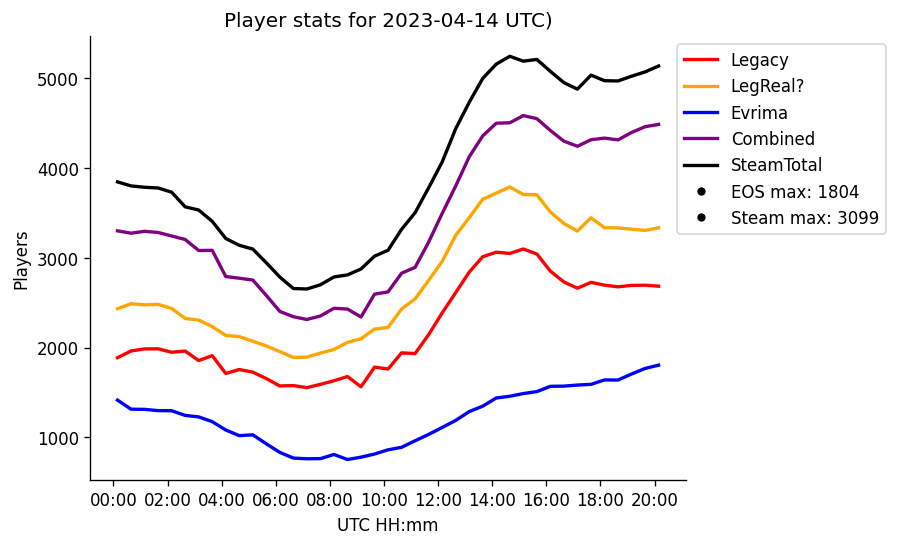 Player stats for 2023-04-14 UTC)
Legacy
LegReal?
Evrima
Combined
SteamTotal
EOS max: 1804
Steam max: 3099
Players
5000
4000
3000
2000
1000
00:00 02:00 04:00 06:00 08:00 10:00 12:00 14:00 16:00 18:00 20:00
UTC HH:mm